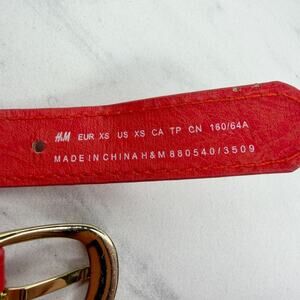 H&M EUR XS US XS CA TP CN 160/64A
MADE IN CHINA H&M 880540/3509